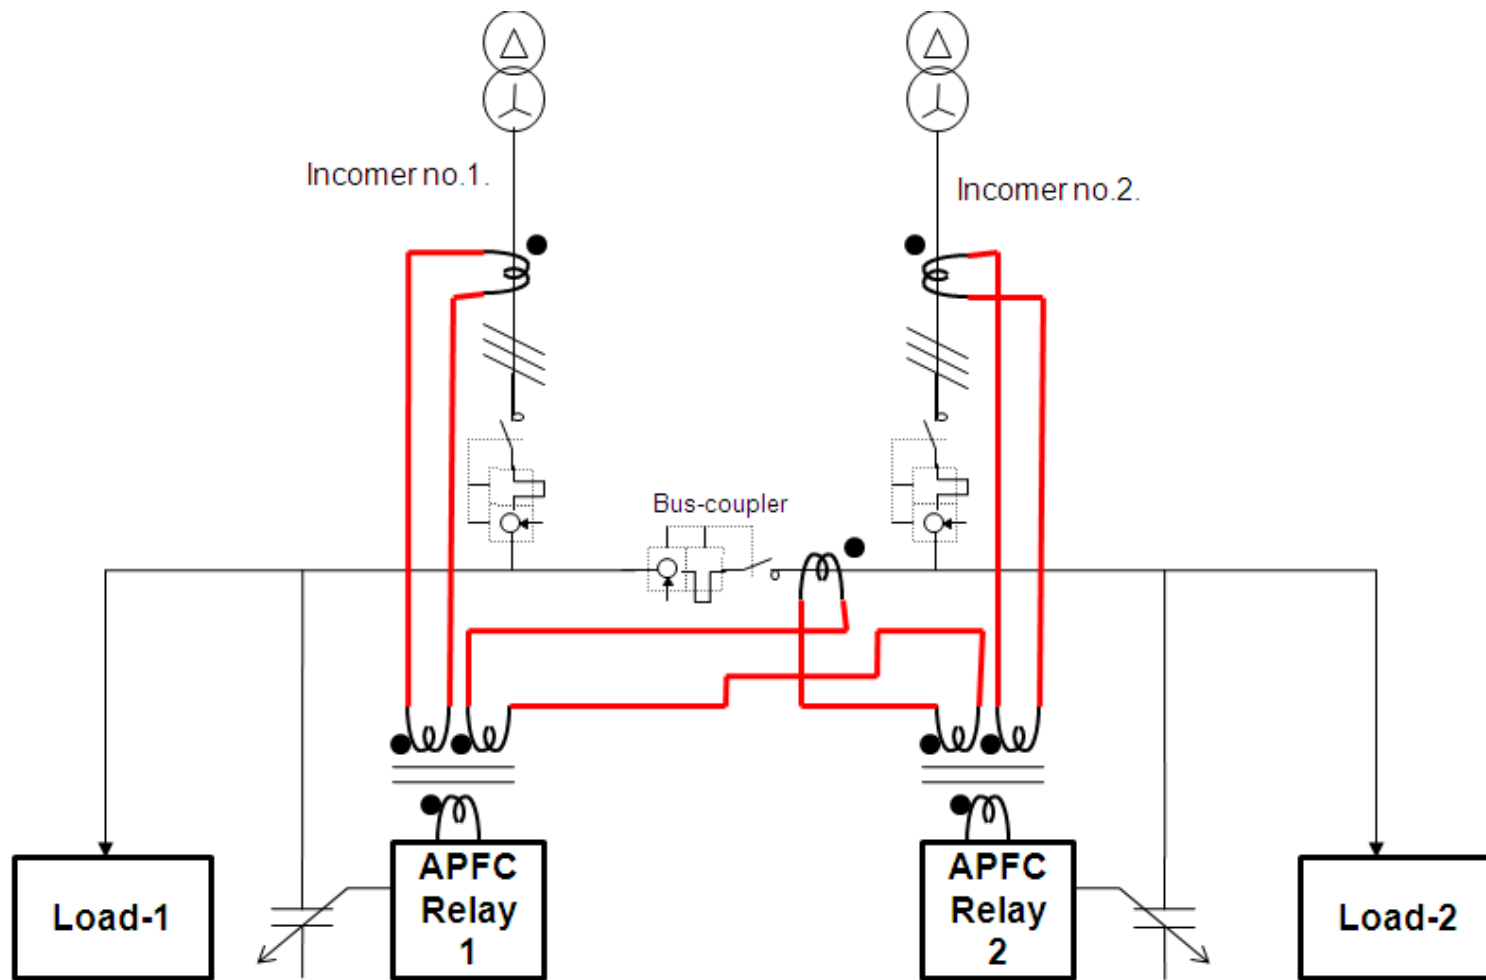 Incomer no.1.
Incomer no.2.
Bus-coupler
Load-1
APFC
Relay
1
APFC
Relay
2
Load-2